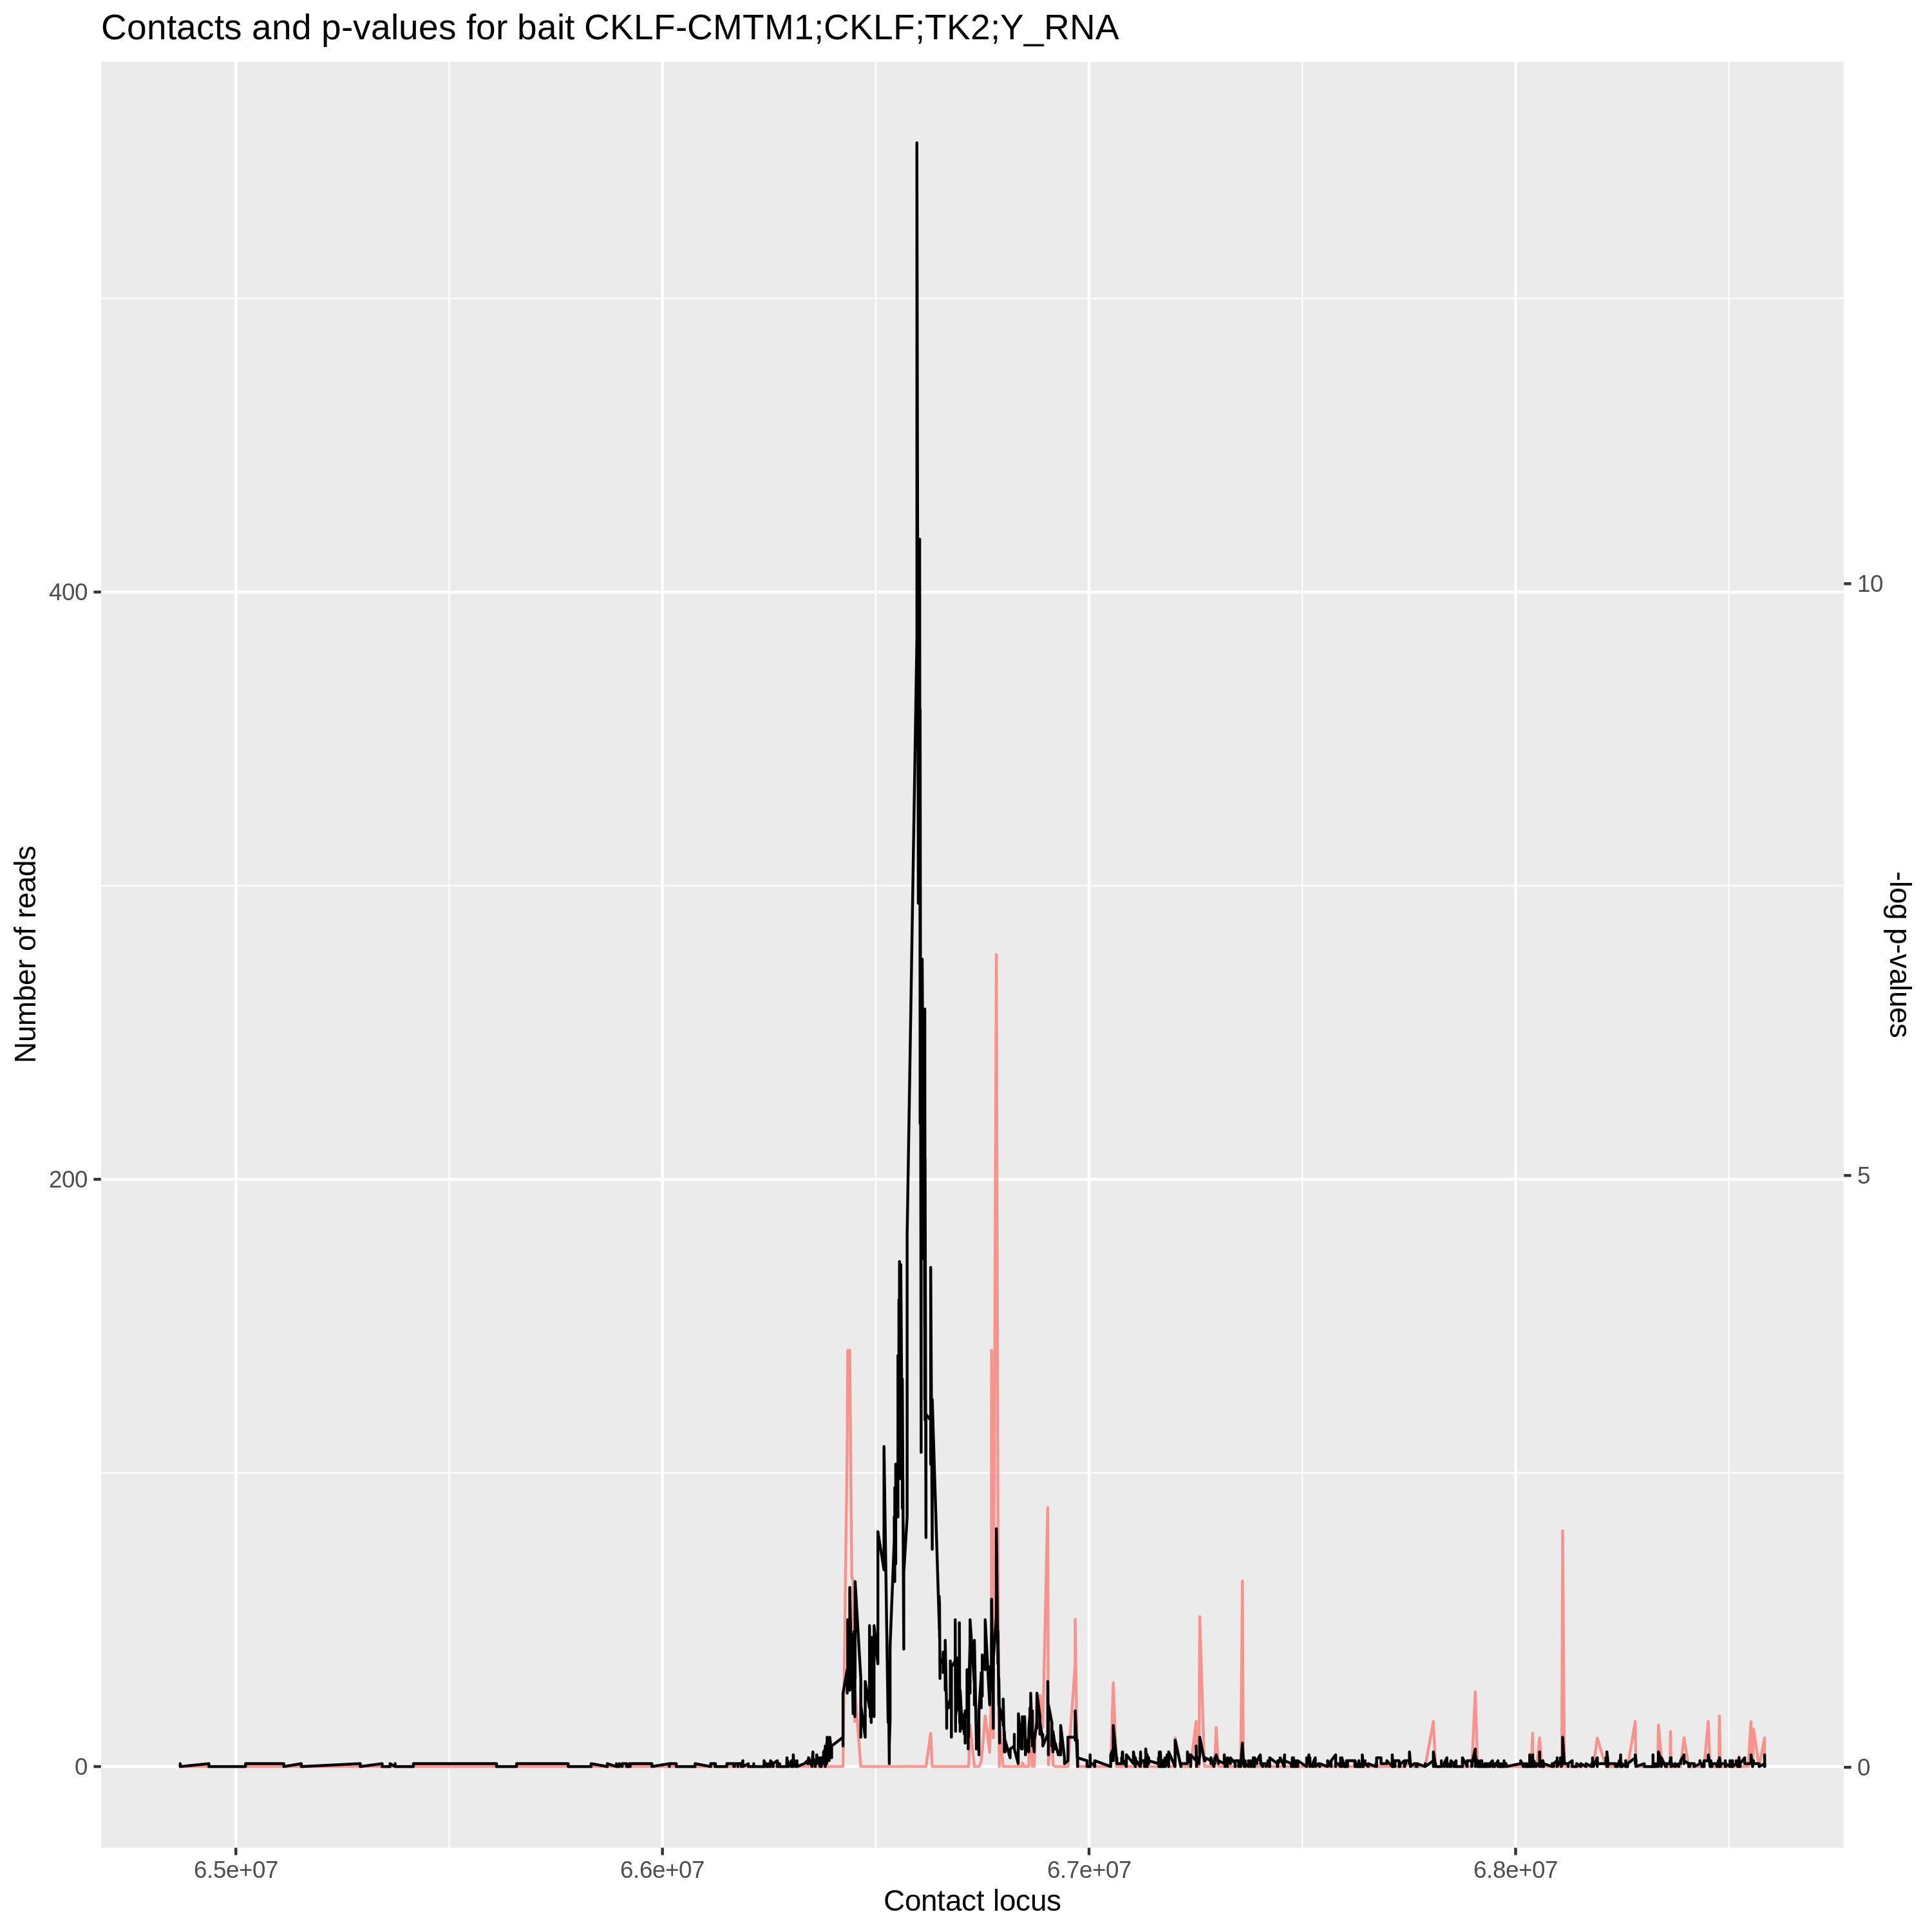 Contacts and p-values for bait CKLF-CMTM1;CKLF;TK2;Y_RNA
Number of reads
400
200
0
10
5
0
-log p-values
6.5e+07
6.6e+07
6.7e+07
6.8e+07
Contact locus